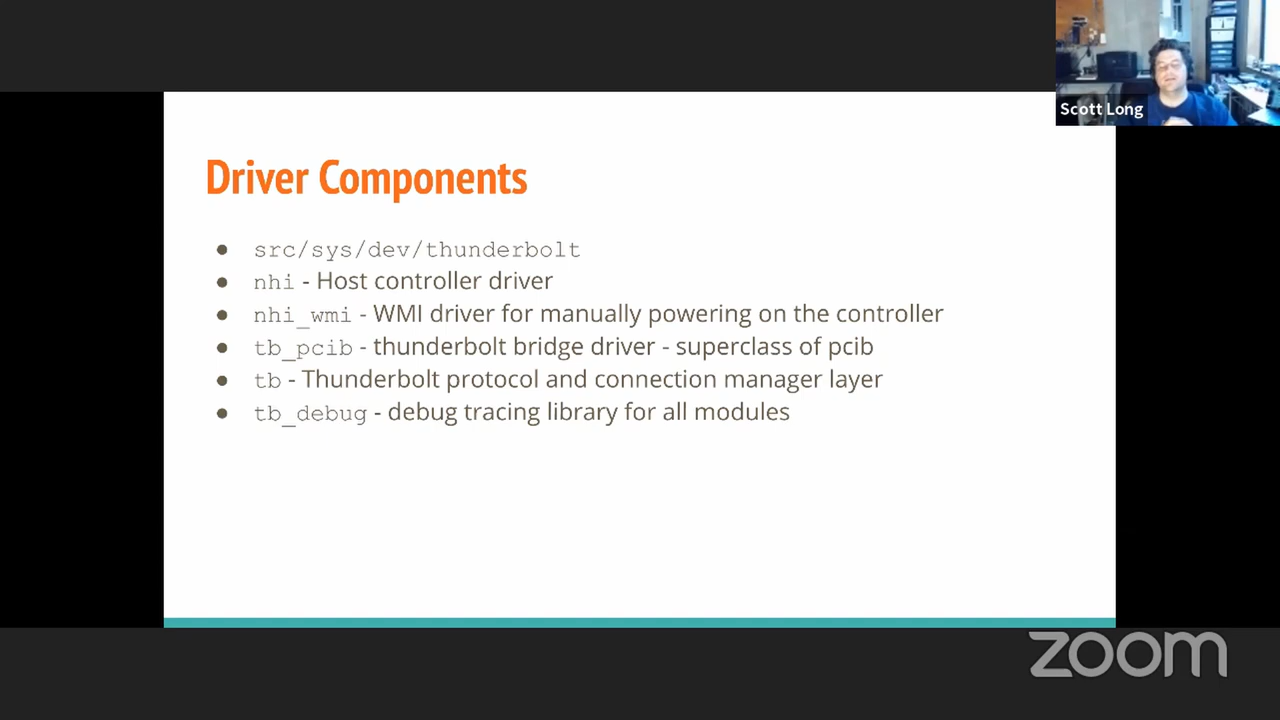 Scott Long
Driver Components
● src/sys/dev/thunderbolt
● nhi - Host controller driver
● nhi_wmi - WMI driver for manually powering on the controller
● tb_pcib - thunderbolt bridge driver - superclass of pcib
● tb - Thunderbolt protocol and connection manager layer
● tb_debug - debug tracing library for all modules
zoom